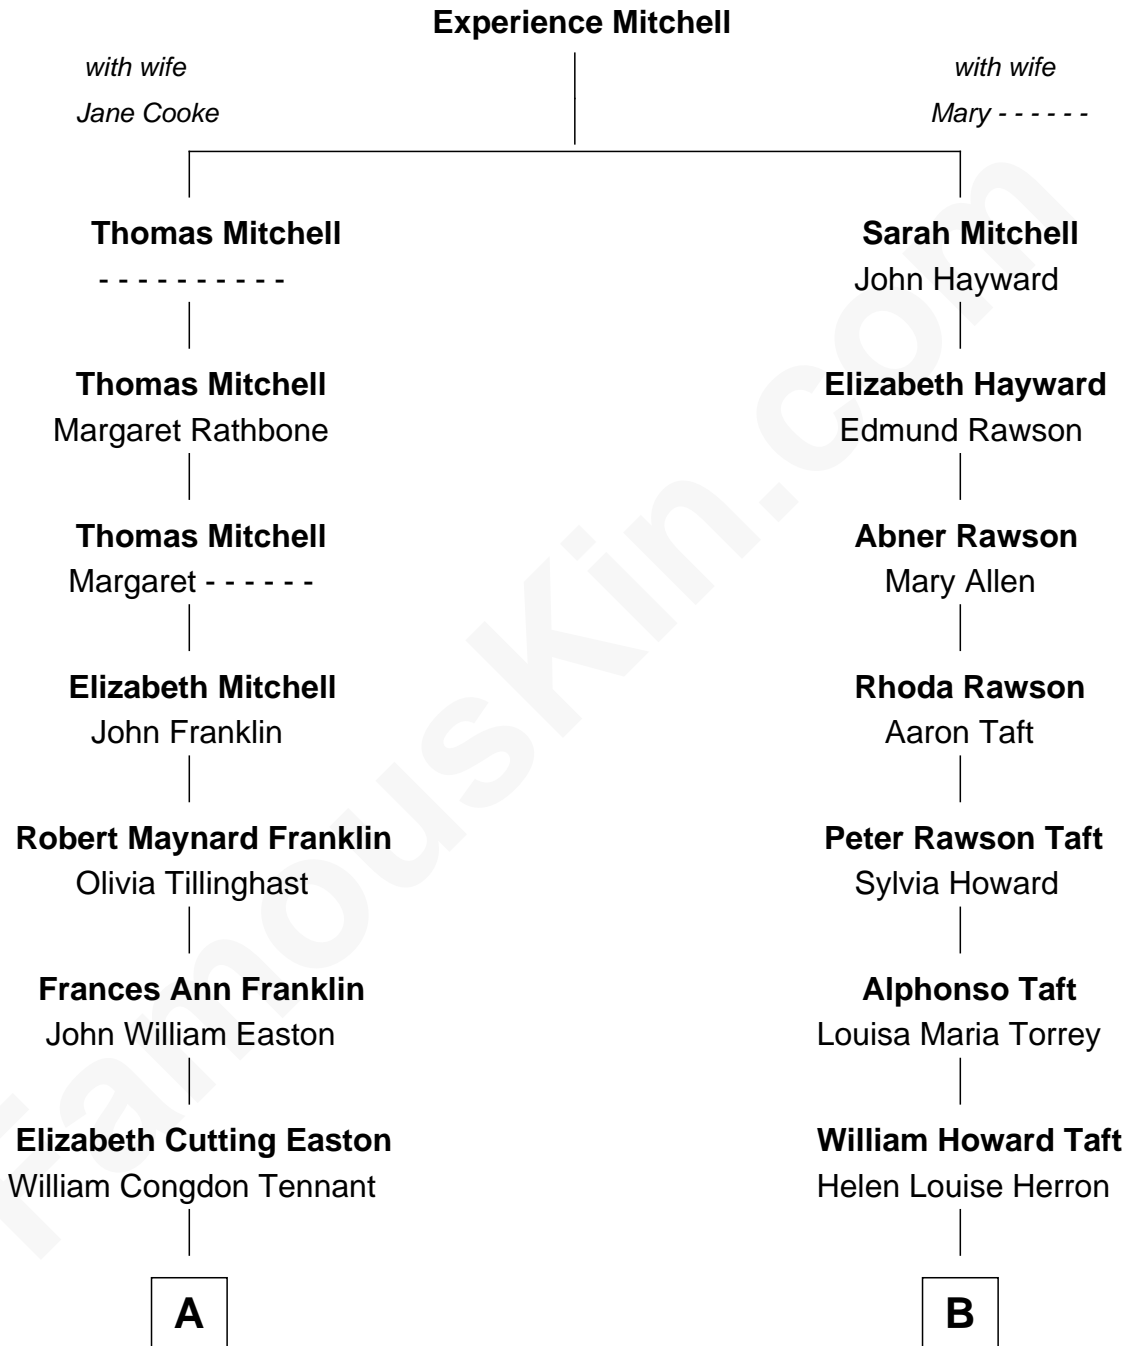 Experience Mitchell
with wife
Jane Cooke
with wife
Mary - - - - - -
Thomas Mitchell
- - - - - - - - - -
Sarah Mitchell
John Hayward
Thomas Mitchell
Margaret Rathbone
Elizabeth Hayward
Edmund Rawson
Thomas Mitchell
Margaret - - - - - -
Abner Rawson
Mary Allen
Elizabeth Mitchell
John Franklin
Rhoda Rawson
Aaron Taft
Robert Maynard Franklin
Olivia Tillinghast
Peter Rawson Taft
Sylvia Howard
Frances Ann Franklin
John William Easton
Alphonso Taft
Louisa Maria Torrey
Elizabeth Cutting Easton
William Congdon Tennant
William Howard Taft
Helen Louise Herron
A
B
FamousKin.com